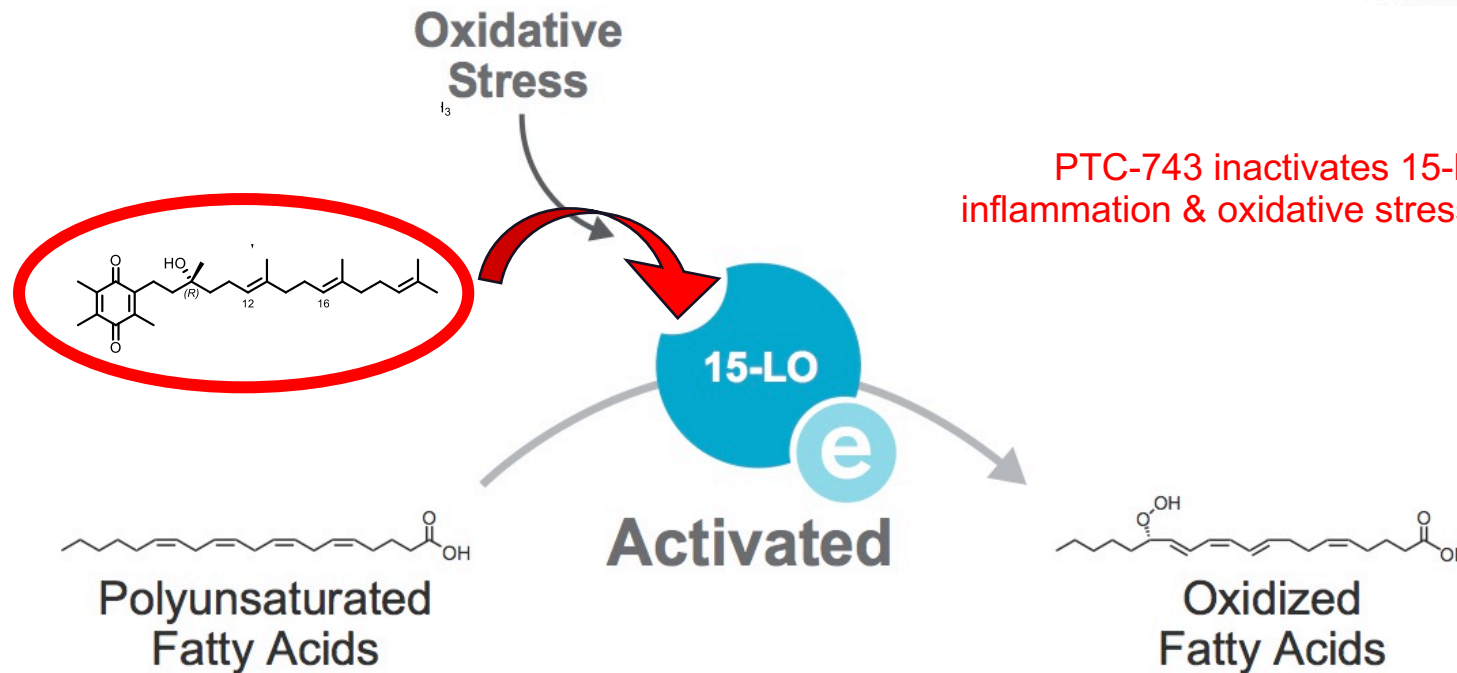 Oxidative
Stress
PTC-743 inactivates 15-
inflammation & oxidative stress
O
HO
(R)
12
16
O
15-LO
e
Activated
O
OH
Polyunsaturated
Fatty Acids
OH
O
O
O
Oxidized
Fatty Acids